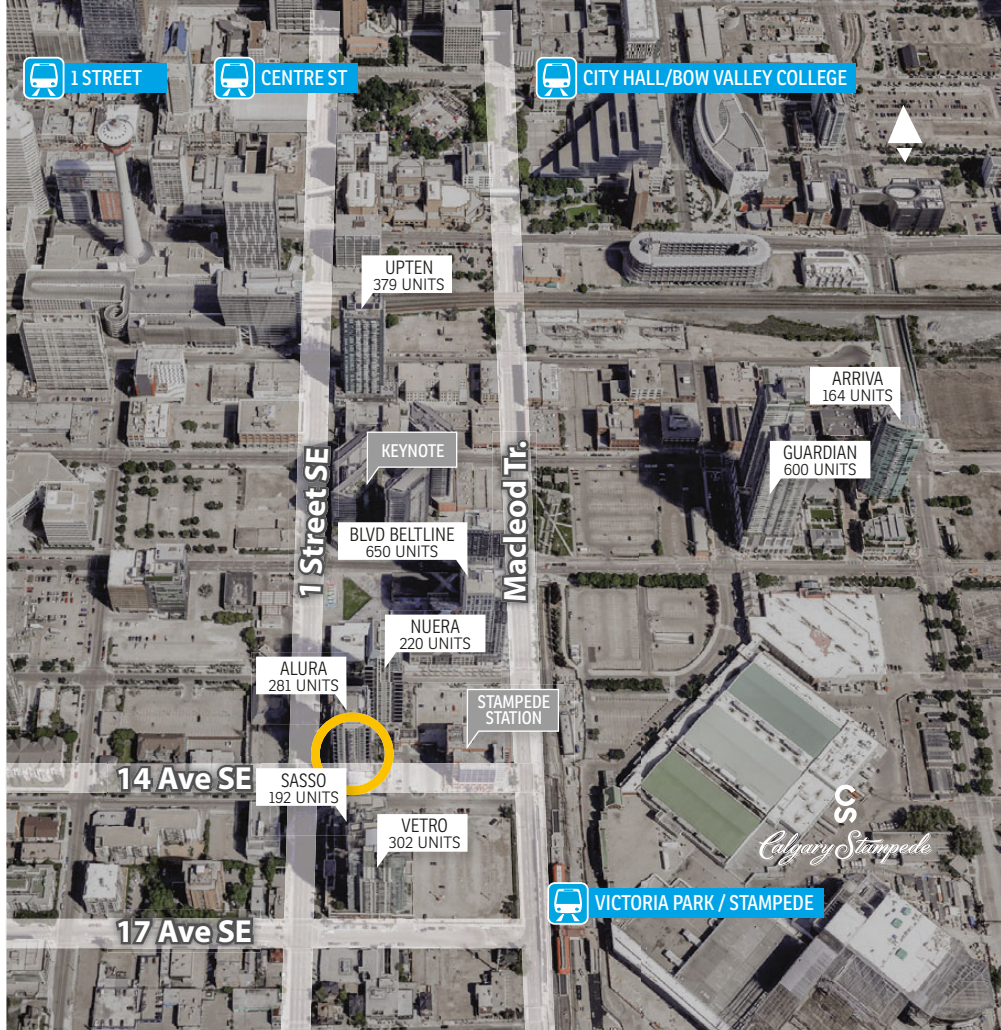 1 STREET
CENTRE ST
CITY HALL/BOW VALLEY COLLEGE
UPTEN
379 UNITS
ARRIVA
164 UNITS
KEYNOTE
GUARDIAN
600 UNITS
1 Street SE
Macleod Tr.
BLVD BELTLINE
650 UNITS
NUERA
220 UNITS
ALURA
281 UNITS
STAMPEDE
STATION
14 Ave SE
SASSO
192 UNITS
VETRO
302 UNITS
CS
Calgary Stampede
VICTORIA PARK / STAMPEDE
17 Ave SE